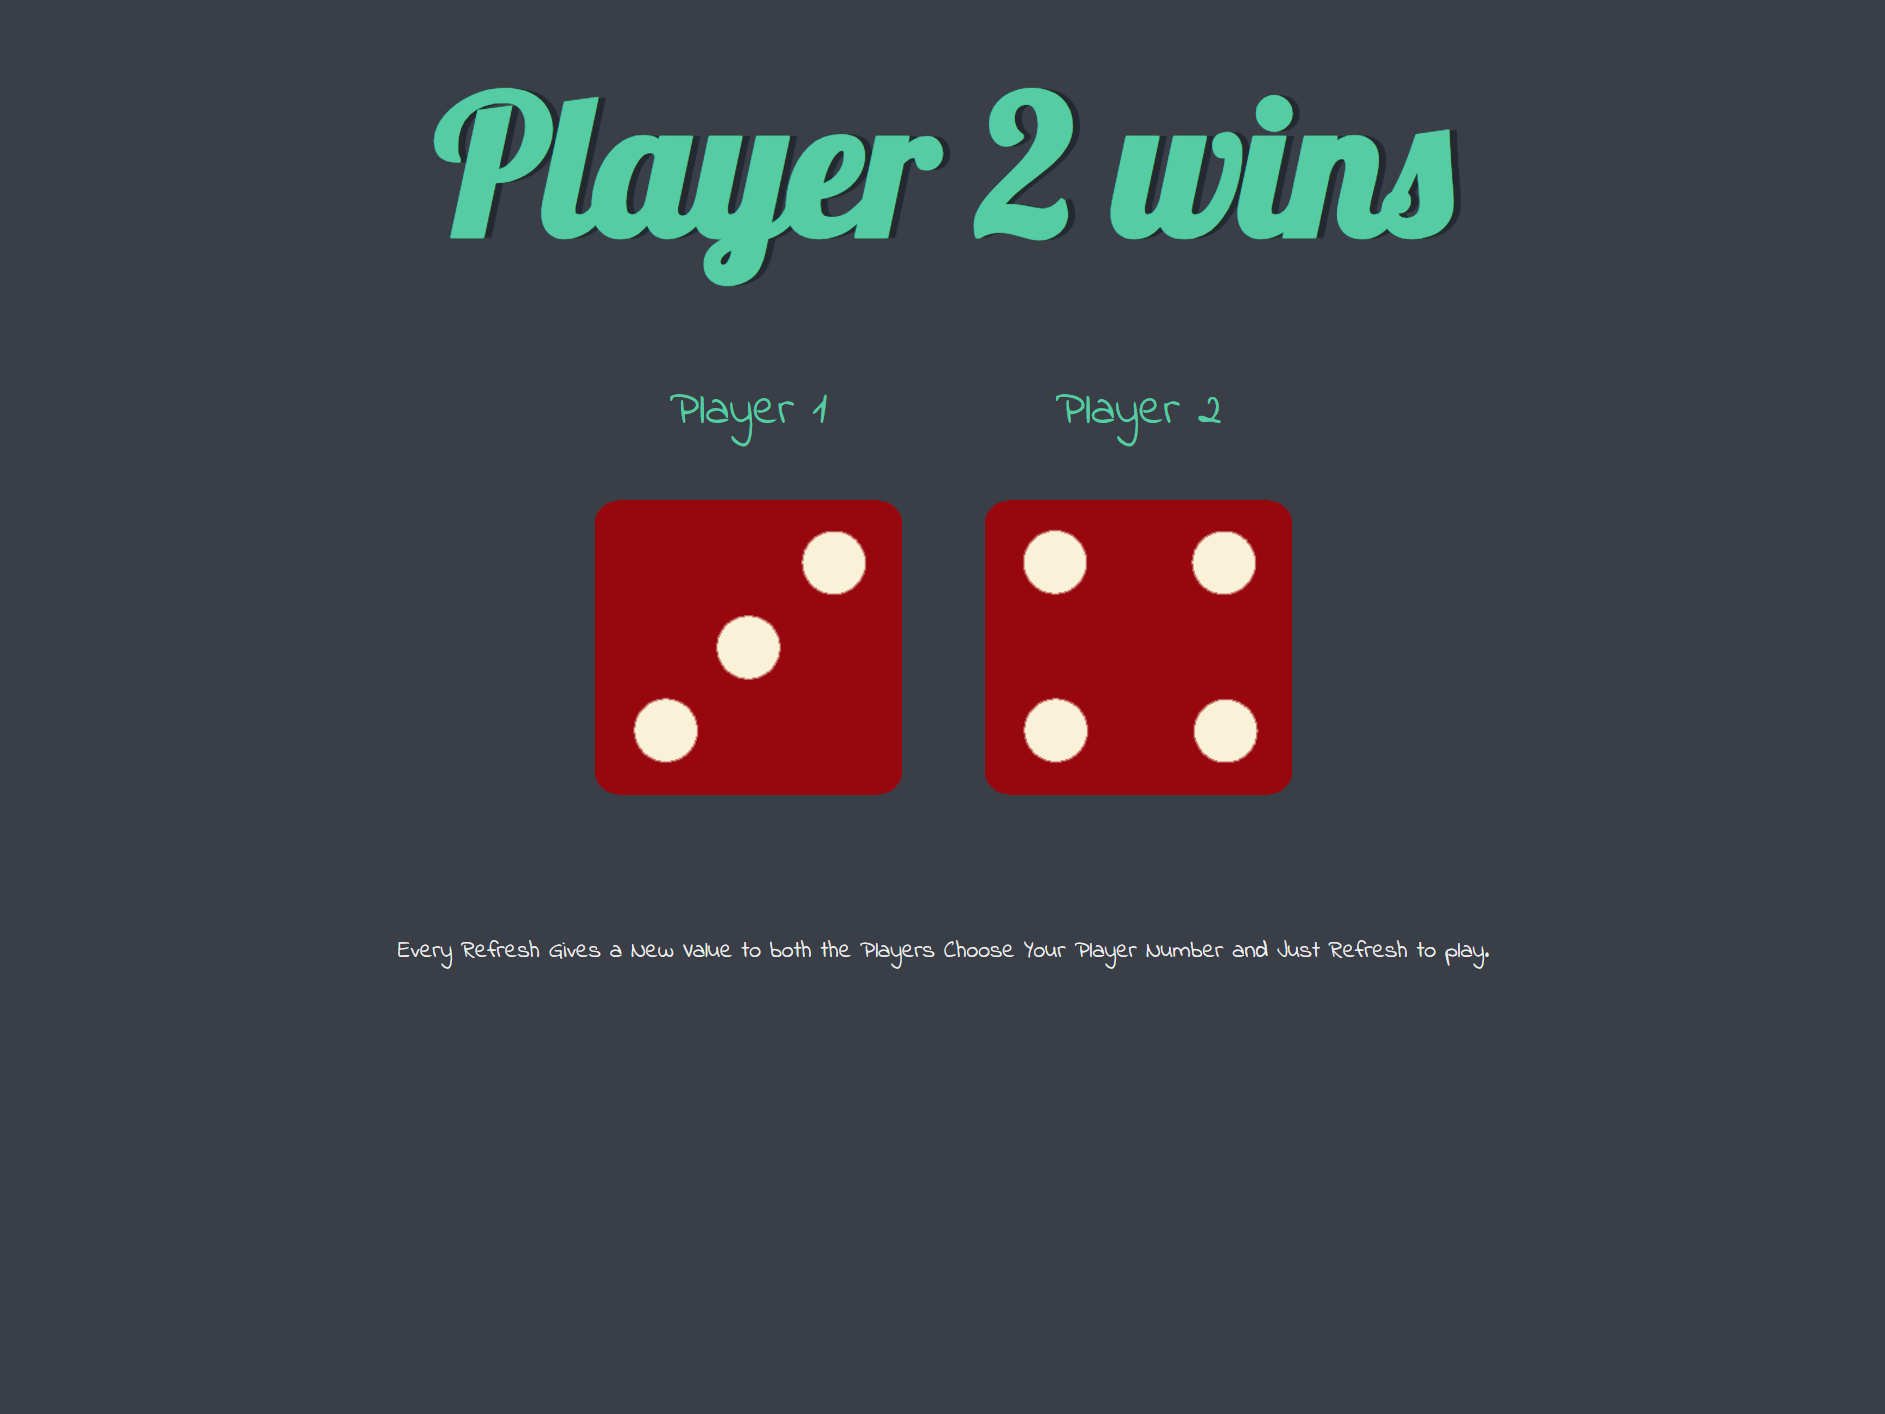 Player 2 wins
Player 1
Player 2
Every Refresh Gives a New Value to both the Players Choose Your Player Number and Just Refresh to play.